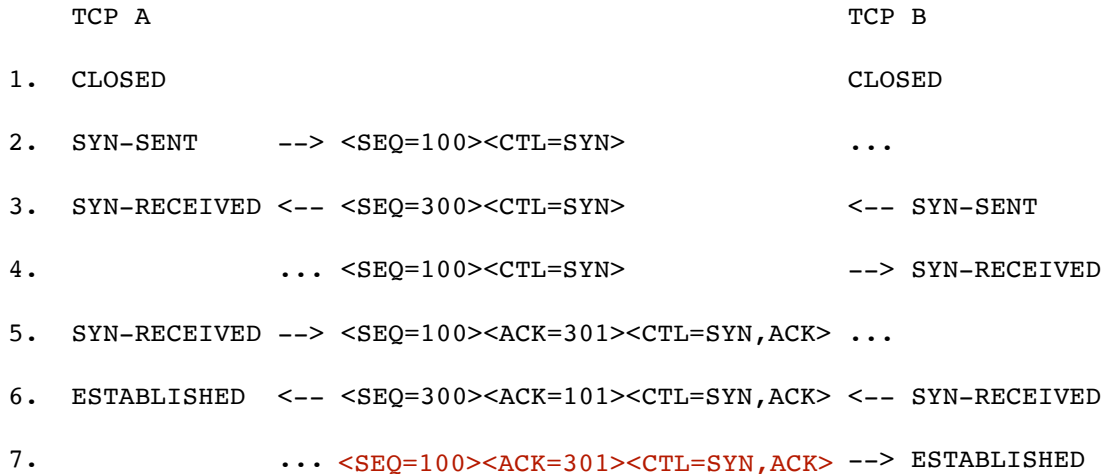 TCP A TCP B
1. CLOSED CLOSED
2. SYN-SENT --> <SEQ=100><CTL=SYN> ...
3. SYN-RECEIVED <-- <SEQ=300><CTL=SYN> <-- SYN-SENT
4. ... <SEQ=100><CTL=SYN> --> SYN-RECEIVED
5. SYN-RECEIVED --> <SEQ=100><ACK=301><CTL=SYN,ACK> ...
6. ESTABLISHED <-- <SEQ=300><ACK=101><CTL=SYN,ACK> <-- SYN-RECEIVED
7. ... <SEQ=100><ACK=301><CTL=SYN,ACK> --> ESTABLISHED